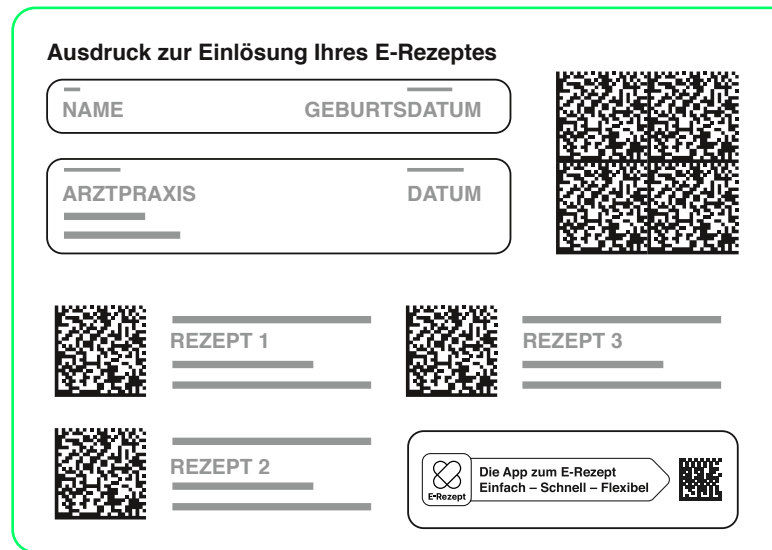 Ausdruck zur Einlösung Ihres E-Rezeptes
NAME GEBURTSDATUM
ARZTPRAXIS DATUM
REZEPT 1
REZEPT 3
REZEPT 2
E-Rezept
Die App zum E-Rezept
Einfach – Schnell – Flexibel